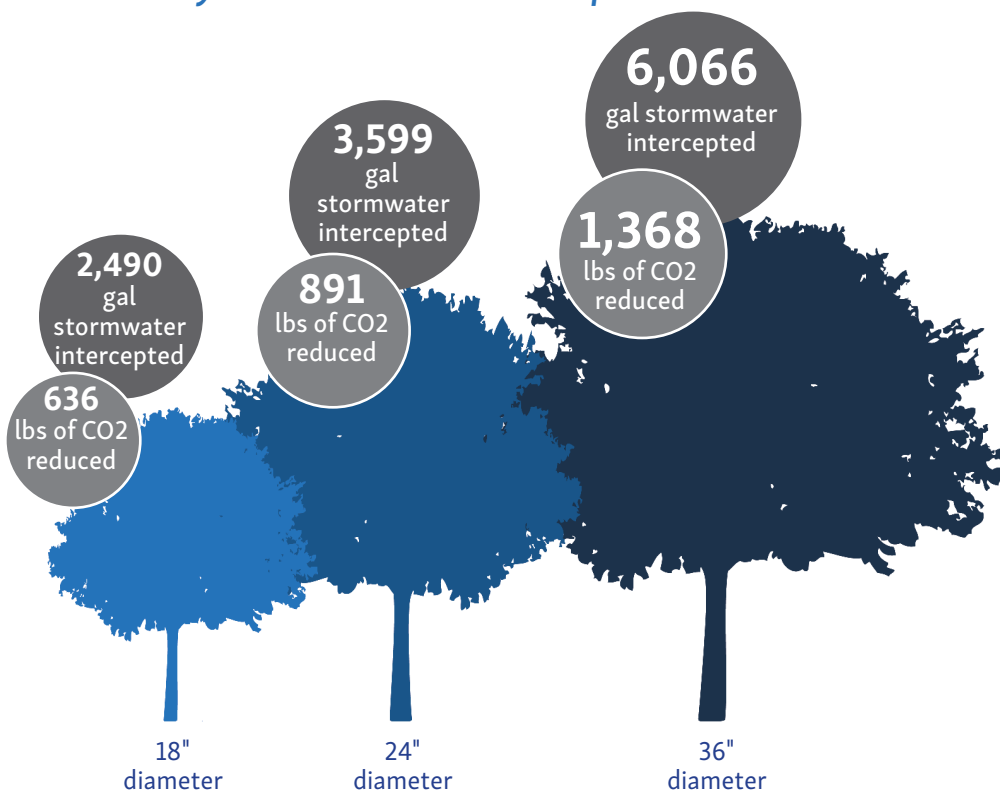 6,066
gal stormwater
intercepted
1,368
lbs of CO2
reduced
3,599
gal
stormwater
intercepted
891
lbs of CO2
reduced
2,490
gal
stormwater
intercepted
636
lbs of CO2
reduced
18"
diameter
24"
diameter
36"
diameter